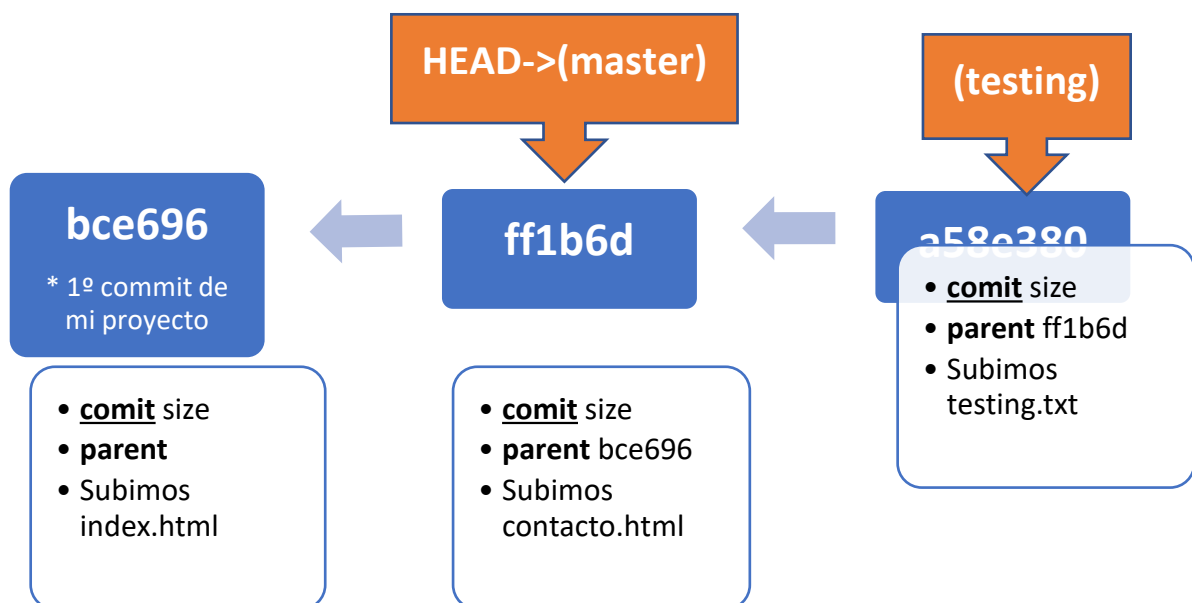 HEAD->(master)
(testing)
bce696
* 1º commit de
mi proyecto
ff1b6d
a58e380
• comit size
• parent
• Subimos
index.html
• comit size
• parent bce696
• Subimos
contacto.html
• comit size
• parent ff1b6d
• Subimos
testing.txt